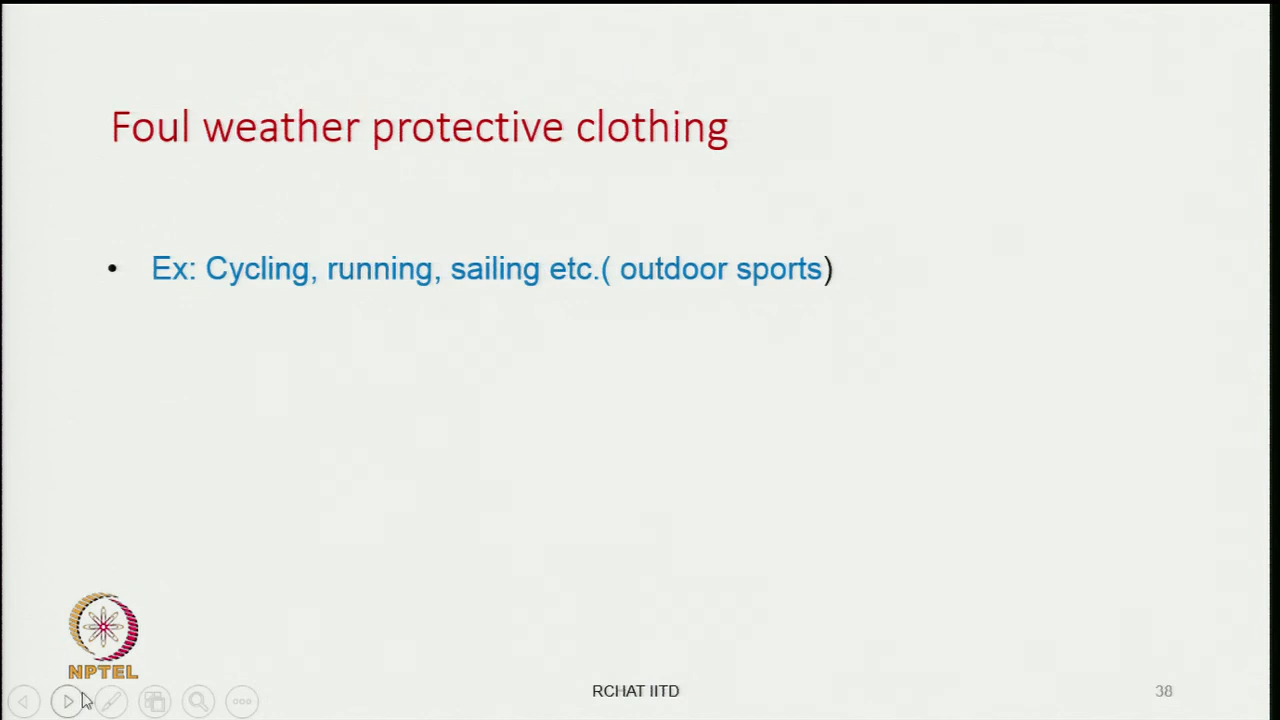 Foul weather protective clothing
• Ex: Cycling, running, sailing etc.( outdoor sports)
NPTEL
RCHAT IITD
38